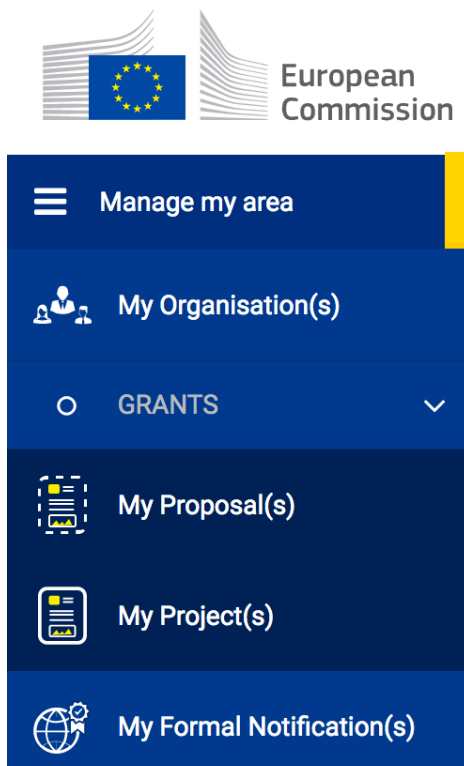 European
Commission
Manage my area
My Organisation(s)
GRANTS
My Proposal(s)
My Project(s)
My Formal Notification(s)